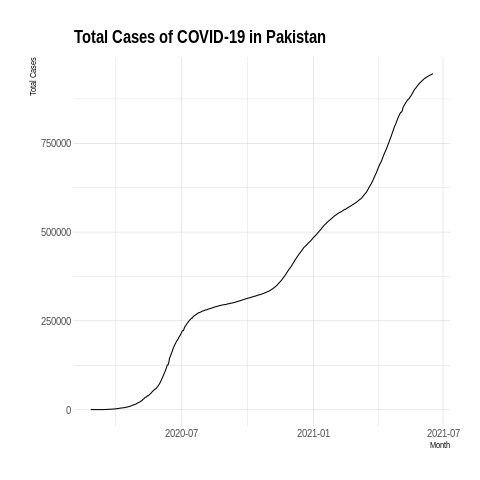 Total Cases of COVID-19 in Pakistan
Total Cases
750000
500000
250000
0
2020-07
2021-01
2021-07
Month